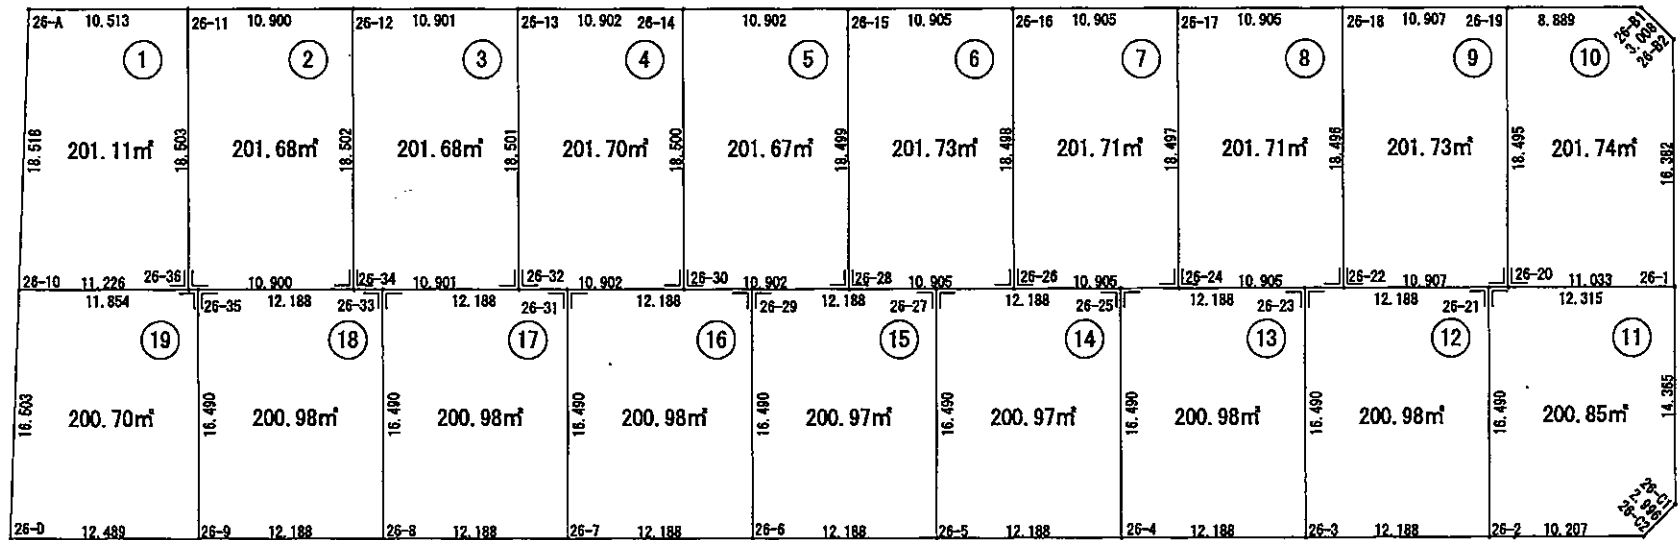 26-A 10.513 26-11 10.900 26-12 10.901 26-13 10.902 26-14 10.902 26-15 10.905 26-16 10.905 26-17 10.905 26-18 10.907 26-19 8.889
26-B1
3.008
26-B2
1 2 3 4 5 6 7 8 9 10
18.516 201.11㎡ 18.503 201.68㎡ 18.502 201.68㎡ 18.501 201.70㎡ 18.500 201.67㎡ 18.499 201.73㎡ 18.498 201.71㎡ 18.497 201.71㎡ 18.496 201.73㎡ 18.495 201.74㎡ 16.382
26-10 11.226 26-36 10.900 26-34 10.901 26-32 10.902 26-30 10.902 26-28 10.905 26-26 10.905 26-24 10.905 26-22 10.907 26-20 11.033 26-1
11.854 26-35 12.188 26-33 12.188 26-31 12.188 26-29 12.188 26-27 12.188 26-25 12.188 26-23 12.188 26-21 12.315
19 18 17 16 15 14 13 12 11
16.503 200.70㎡ 16.490 200.98㎡ 16.490 200.98㎡ 16.490 200.98㎡ 16.490 200.97㎡ 16.490 200.97㎡ 16.490 200.98㎡ 16.490 200.98㎡ 16.490 200.85㎡ 14.365
26-C1
2.996
26-C2
26-D 12.489 26-9 12.188 26-8 12.188 26-7 12.188 26-6 12.188 26-5 12.188 26-4 12.188 26-3 12.188 26-2 10.207